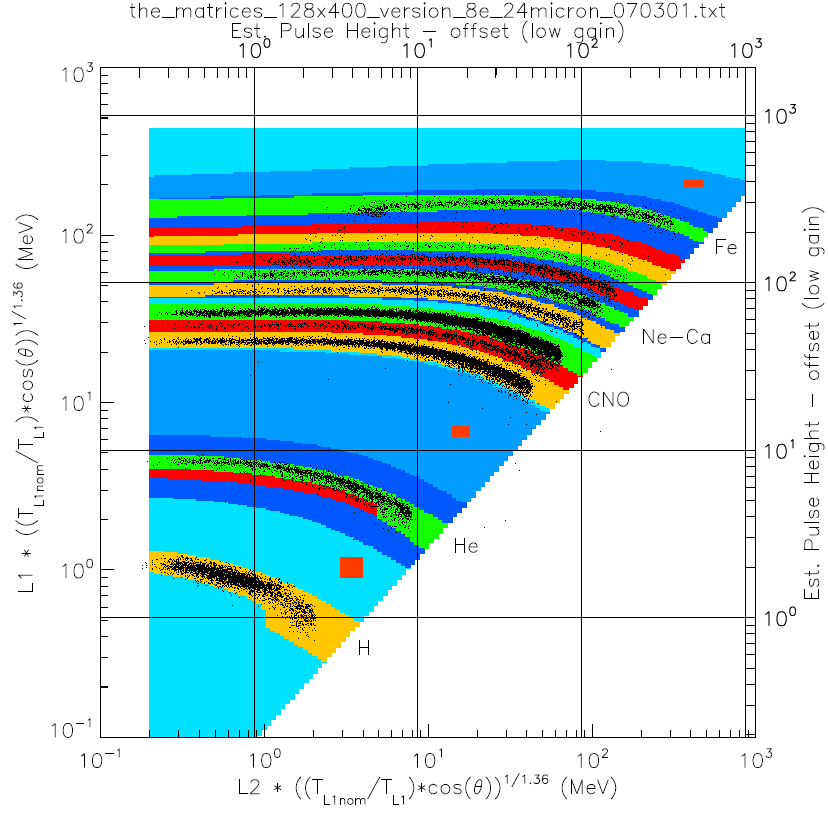 the_matrices_128x400_version_8e_24micron_070301.txt
Est. Pulse Height – offset (low gain)
10^0 10^1 10^2 10^3
10^3
10^2
10^1
10^0
10^-1
L1 * ((T_L1nom/T_L1)*cos(θ))^1/1.36 (MeV)
10^3
10^2
10^1
10^0
Est. Pulse Height – offset (low gain)
Fe
Ne–Ca
CNO
He
H
10^-1 10^0 10^1 10^2 10^3
L2 * ((T_L1nom/T_L1)*cos(θ))^1/1.36 (MeV)